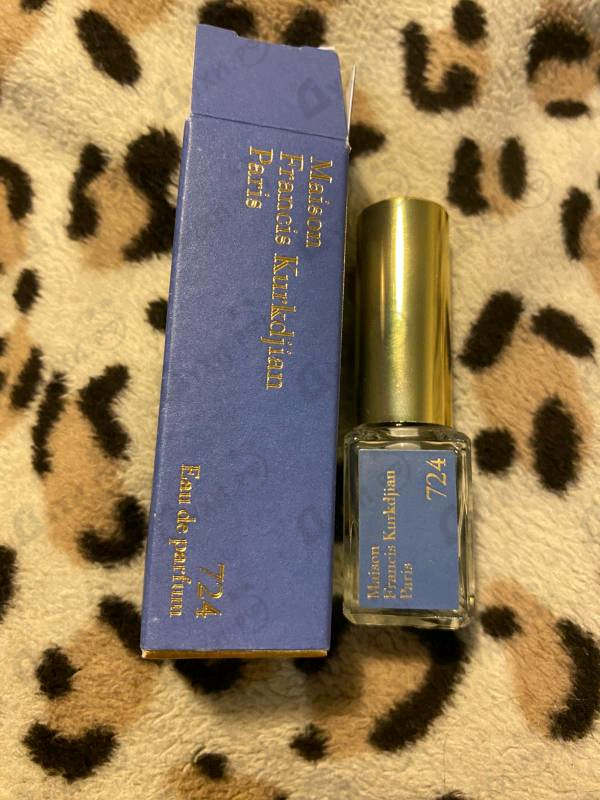 Maison
Francis Kurkdjian
Paris
724
Eau de parfum
Maison
Francis Kurkdjian
Paris
724